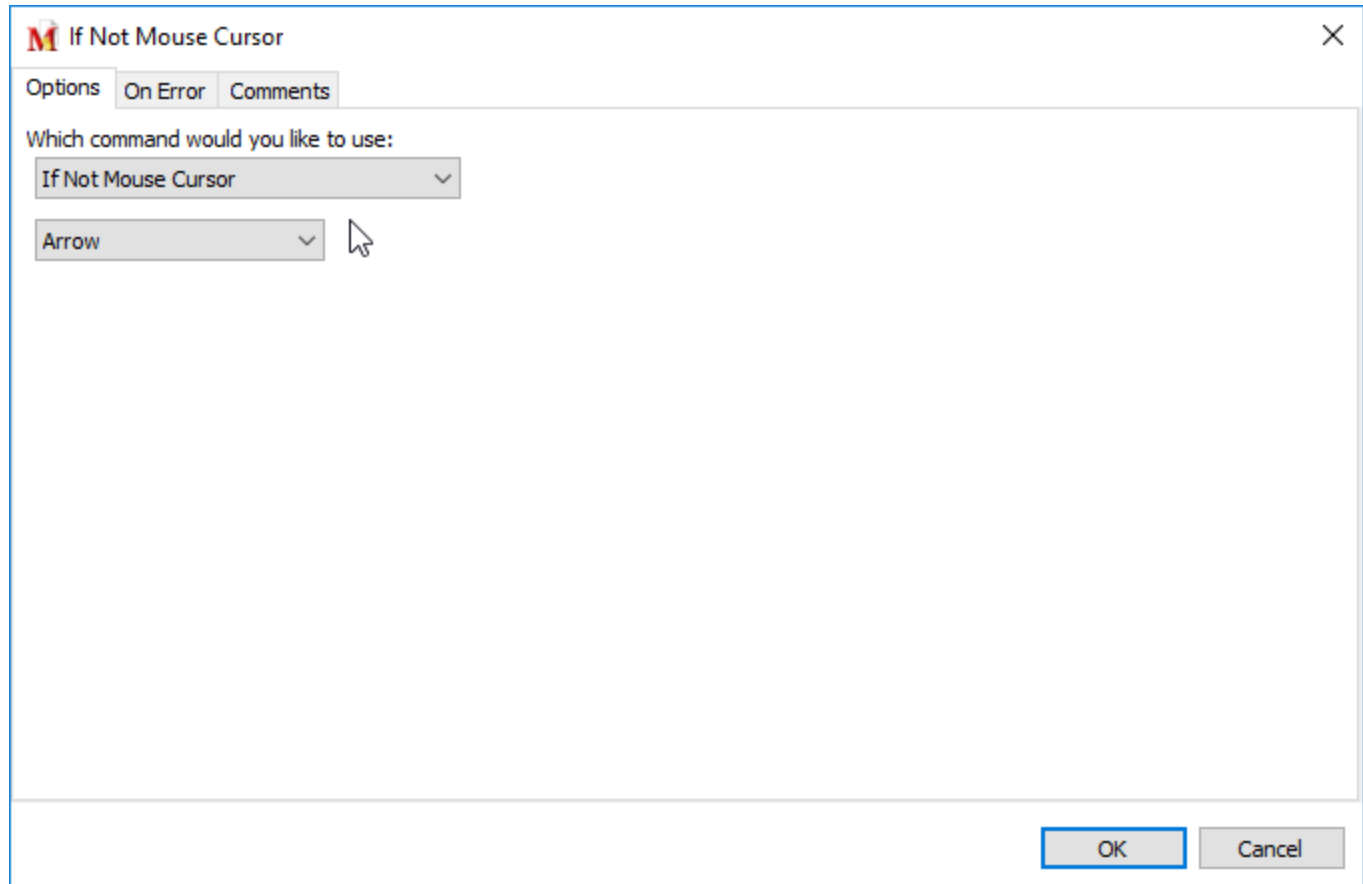 If Not Mouse Cursor
Options On Error Comments
Which command would you like to use:
If Not Mouse Cursor
Arrow
OK Cancel